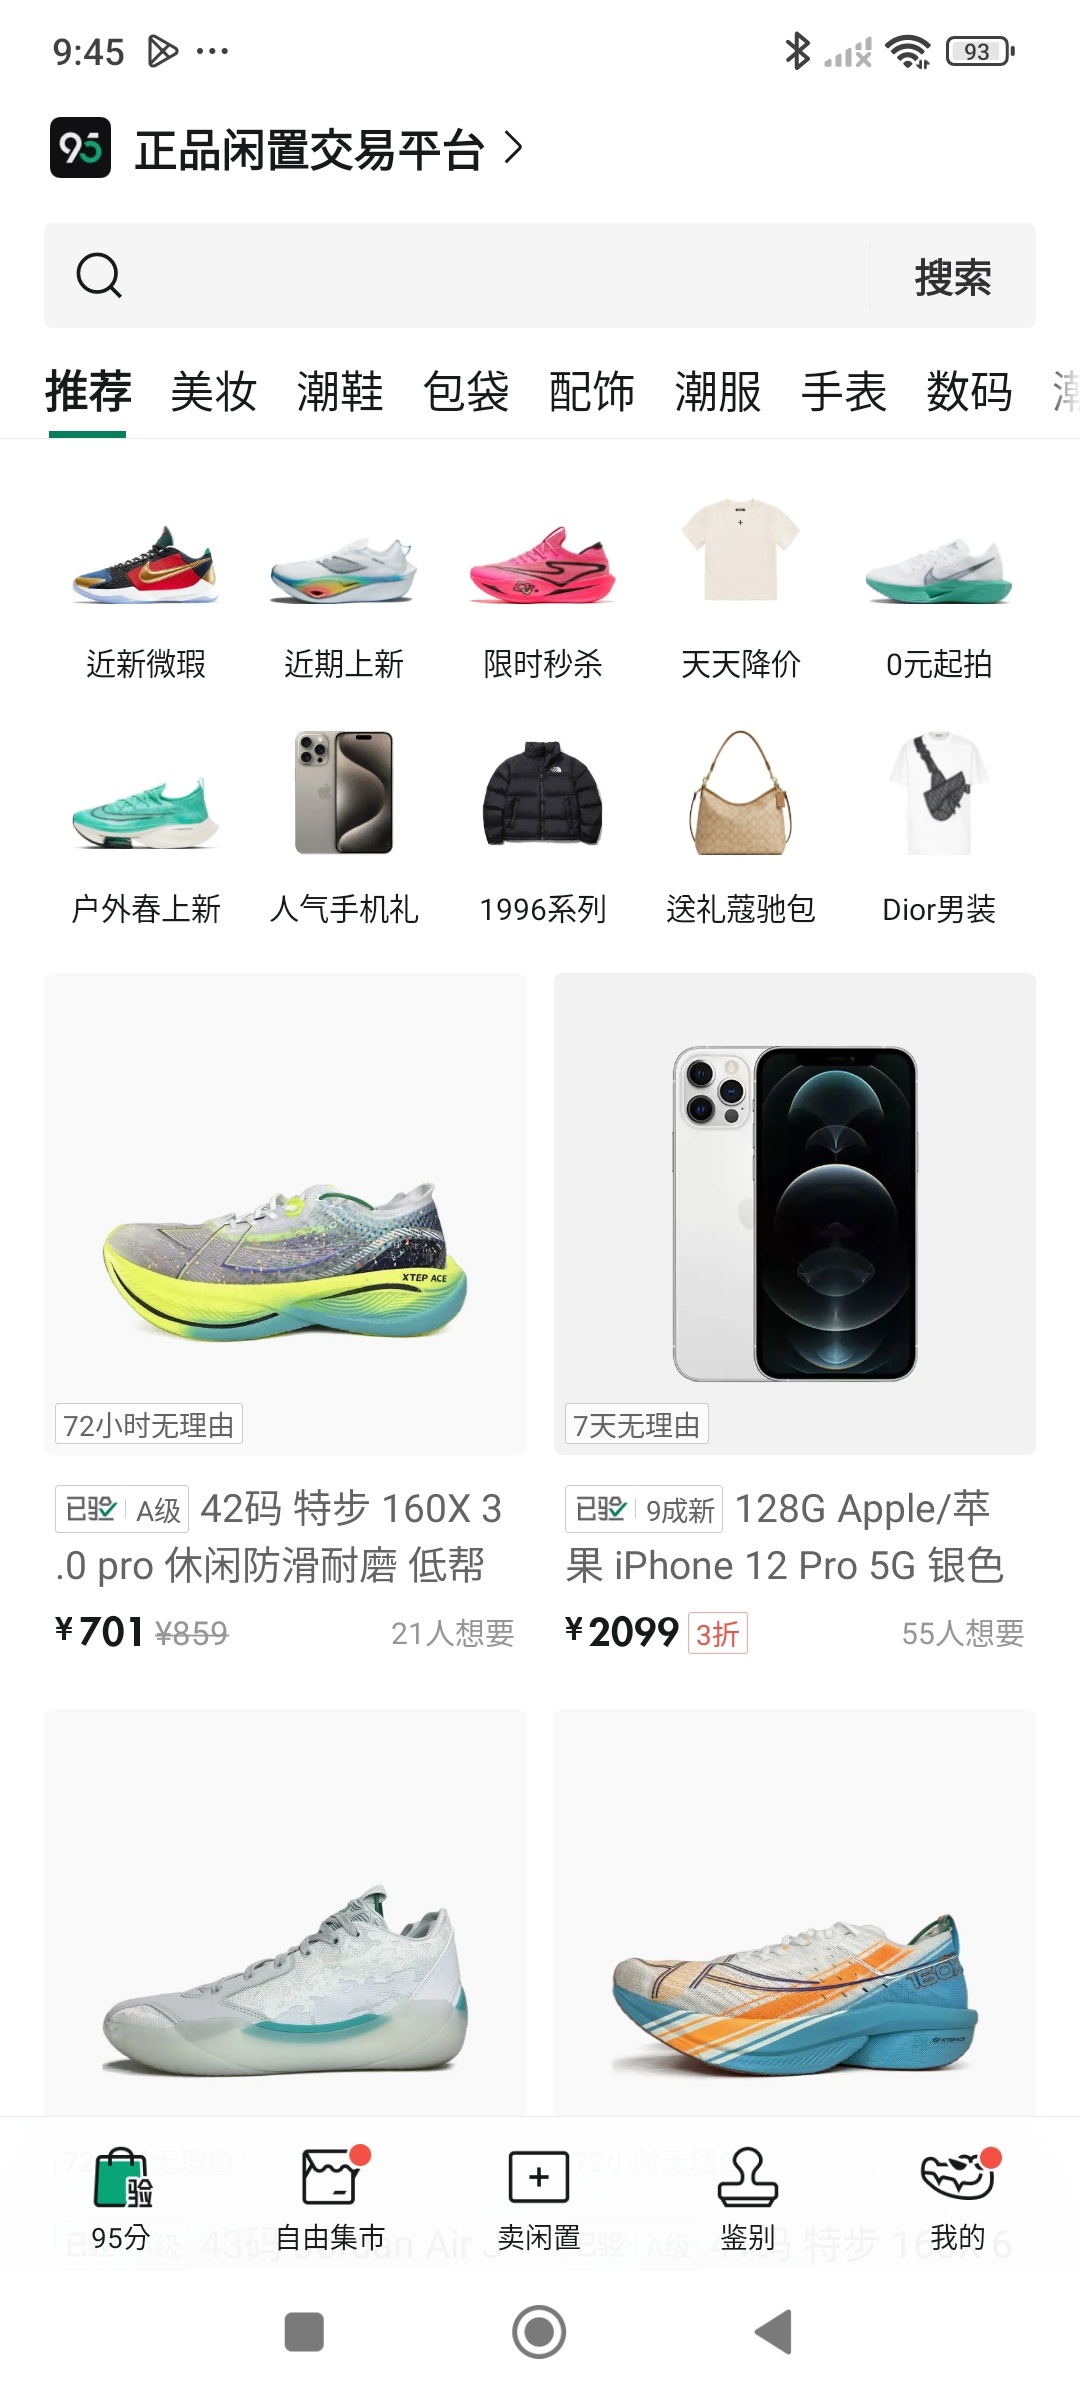 9:45
93
95 正品闲置交易平台
搜索
推荐 美妆 潮鞋 包袋 配饰 潮服 手表 数码
近新微瑕 近期上新 限时秒杀 天天降价 0元起拍
户外春上新 人气手机礼 1996系列 送礼蔻驰包 Dior男装
XTEP ACE
72小时无理由
7天无理由
已验 A级 42码 特步 160X 3
.0 pro 休闲防滑耐磨 低帮
¥701 ¥859 21人想要
已验 9成新 128G Apple/苹
果 iPhone 12 Pro 5G 银色
¥2099 3折 55人想要
160X
XTEP ACE
验
95分 自由集市 卖闲置 鉴别 我的